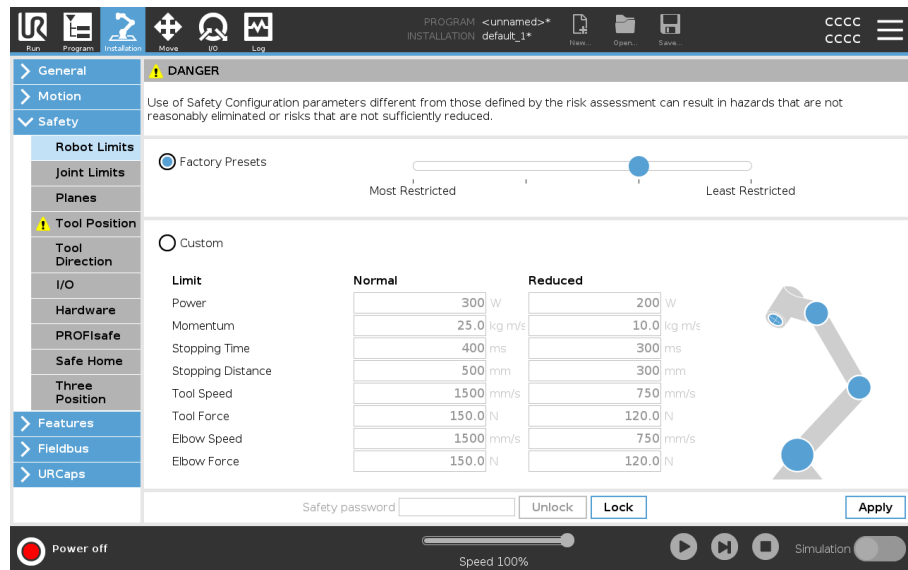 PROGRAM <unnamed>*
INSTALLATION default_1*
CCCC
CCCC
Run Program Installation Move I/O Log New... Open... Save...
General
Motion
Safety
Robot Limits
Joint Limits
Planes
Tool Position
Tool
Direction
I/O
Hardware
PROFIsafe
Safe Home
Three
Position
Features
Fieldbus
URCaps
DANGER
Use of Safety Configuration parameters different from those defined by the risk assessment can result in hazards that are not
reasonably eliminated or risks that are not sufficiently reduced.
Factory Presets
Most Restricted Least Restricted
Custom
Limit Normal Reduced
Power 300 W 200 W
Momentum 25.0 kg m/s 10.0 kg m/s
Stopping Time 400 ms 300 ms
Stopping Distance 500 mm 300 mm
Tool Speed 1500 mm/s 750 mm/s
Tool Force 150.0 N 120.0 N
Elbow Speed 1500 mm/s 750 mm/s
Elbow Force 150.0 N 120.0 N
Safety password Unlock Lock Apply
Power off Speed 100% Simulation